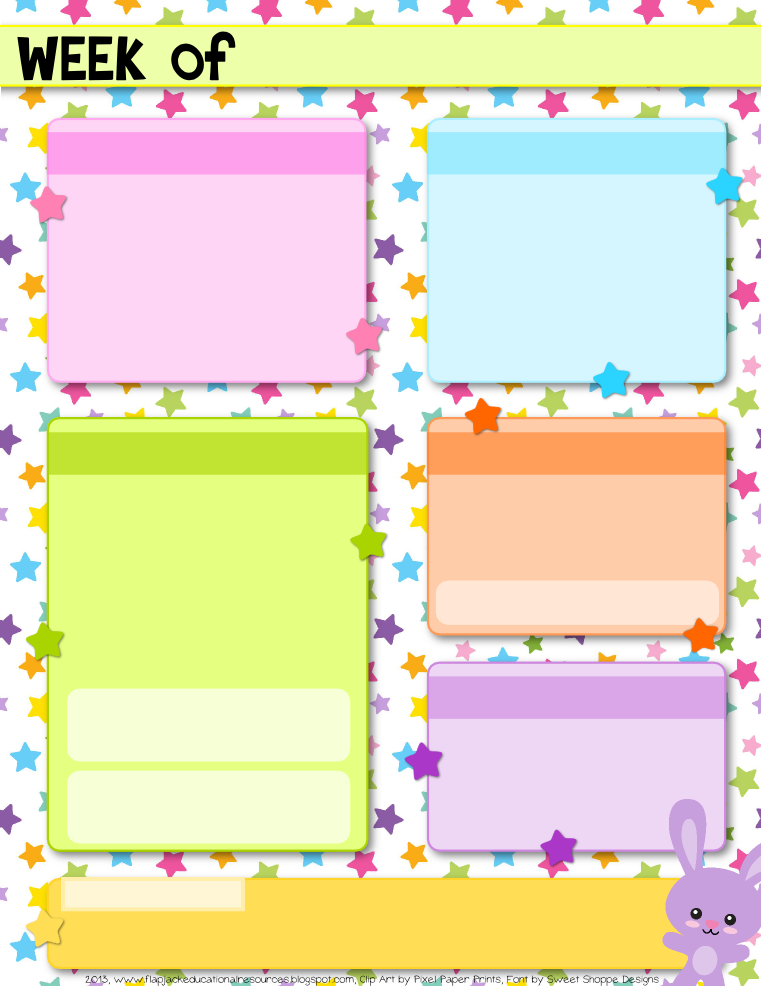 WEEK of
2013, www.flapjackeducationalresources.blogspot.com, Clip Art by Pixel Paper Prints, Font by Sweet Shoppe Designs